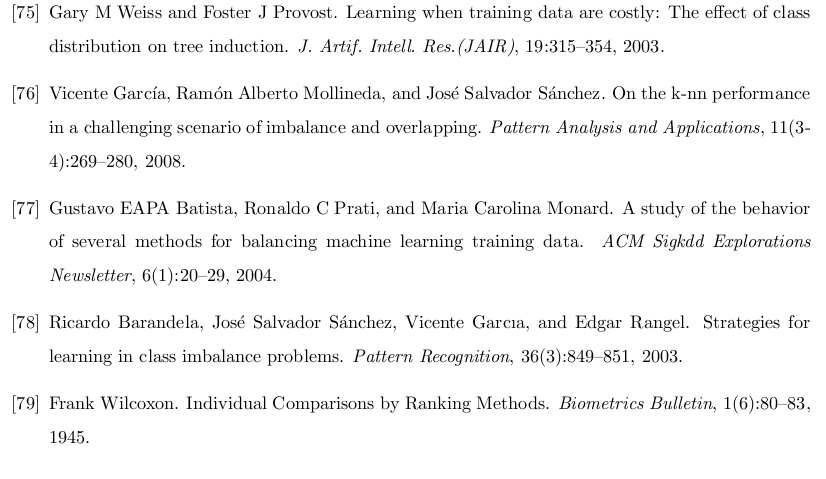 [75] Gary M Weiss and Foster J Provost. Learning when training data are costly: The effect of class
distribution on tree induction. J. Artif. Intell. Res.(JAIR), 19:315–354, 2003.
[76] Vicente García, Ramón Alberto Mollineda, and José Salvador Sánchez. On the k-nn performance
in a challenging scenario of imbalance and overlapping. Pattern Analysis and Applications, 11(3-
4):269–280, 2008.
[77] Gustavo EAPA Batista, Ronaldo C Prati, and Maria Carolina Monard. A study of the behavior
of several methods for balancing machine learning training data. ACM Sigkdd Explorations
Newsletter, 6(1):20–29, 2004.
[78] Ricardo Barandela, José Salvador Sánchez, Vicente Garcıa, and Edgar Rangel. Strategies for
learning in class imbalance problems. Pattern Recognition, 36(3):849–851, 2003.
[79] Frank Wilcoxon. Individual Comparisons by Ranking Methods. Biometrics Bulletin, 1(6):80–83,
1945.